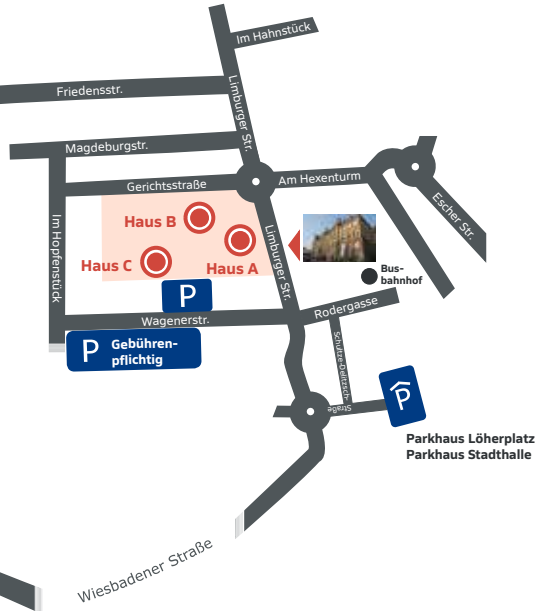 Im Hahnstück
Friedensstr.
Limburger Str.
Magdeburgstr.
Gerichtsstraße
Am Hexenturm
Escher Str.
Im Hopfenstück
Haus B
Haus A
Haus C
Limburger Str.
Bus-
bahnhof
P
Wagenerstr.
Rodergasse
P Gebühren-
pflichtig
Schultze-Delitzsch-
Straße
P
Parkhaus Löherplatz
Parkhaus Stadthalle
Wiesbadener Straße